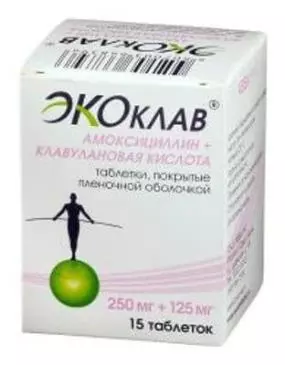 ЭКОклав®
АМОКСИЦИЛЛИН +
КЛАВУЛАНОВАЯ КИСЛОТА
таблетки, покрытые
пленочной оболочкой
250 мг + 125 мг
15 таблеток